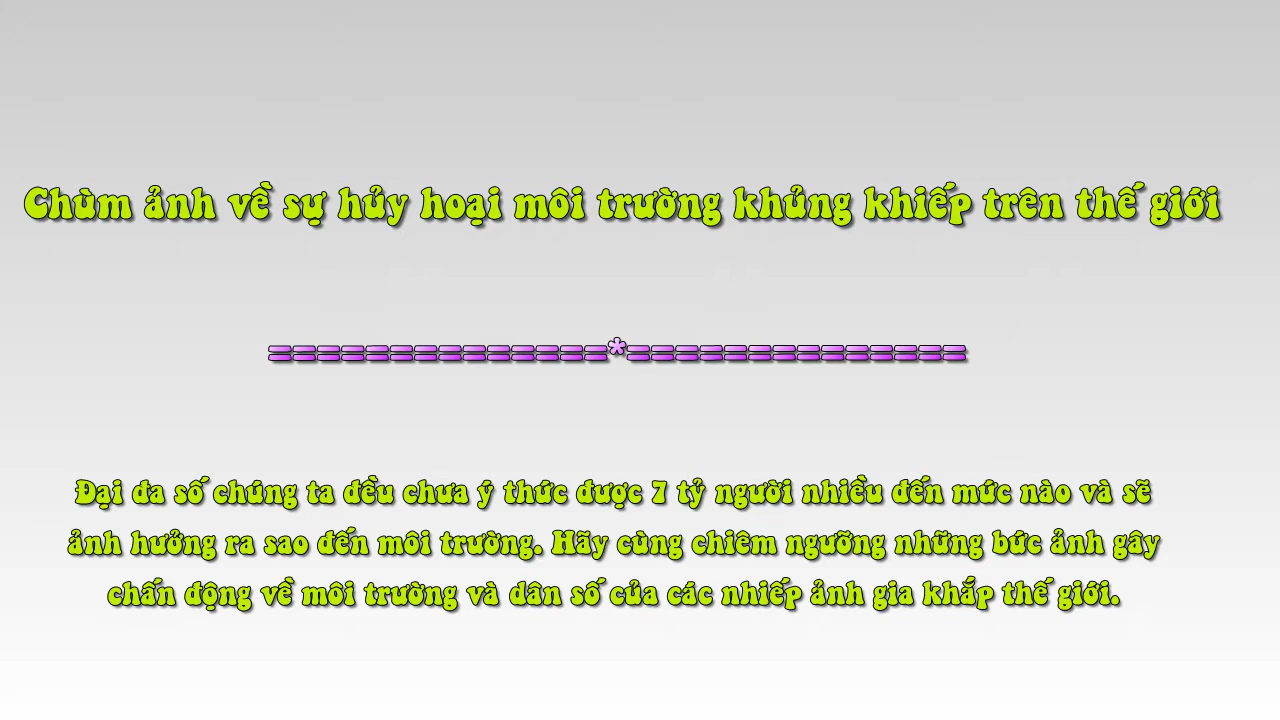 Chùm ảnh về sự hủy hoại môi trường khủng khiếp trên thế giới
==============*==============
Đại đa số chúng ta đều chưa ý thức được 7 tỷ người nhiều đến mức nào và sẽ
ảnh hưởng ra sao đến môi trường. Hãy cùng chiêm ngưỡng những bức ảnh gây
chấn động về môi trường và dân số của các nhiếp ảnh gia khắp thế giới.